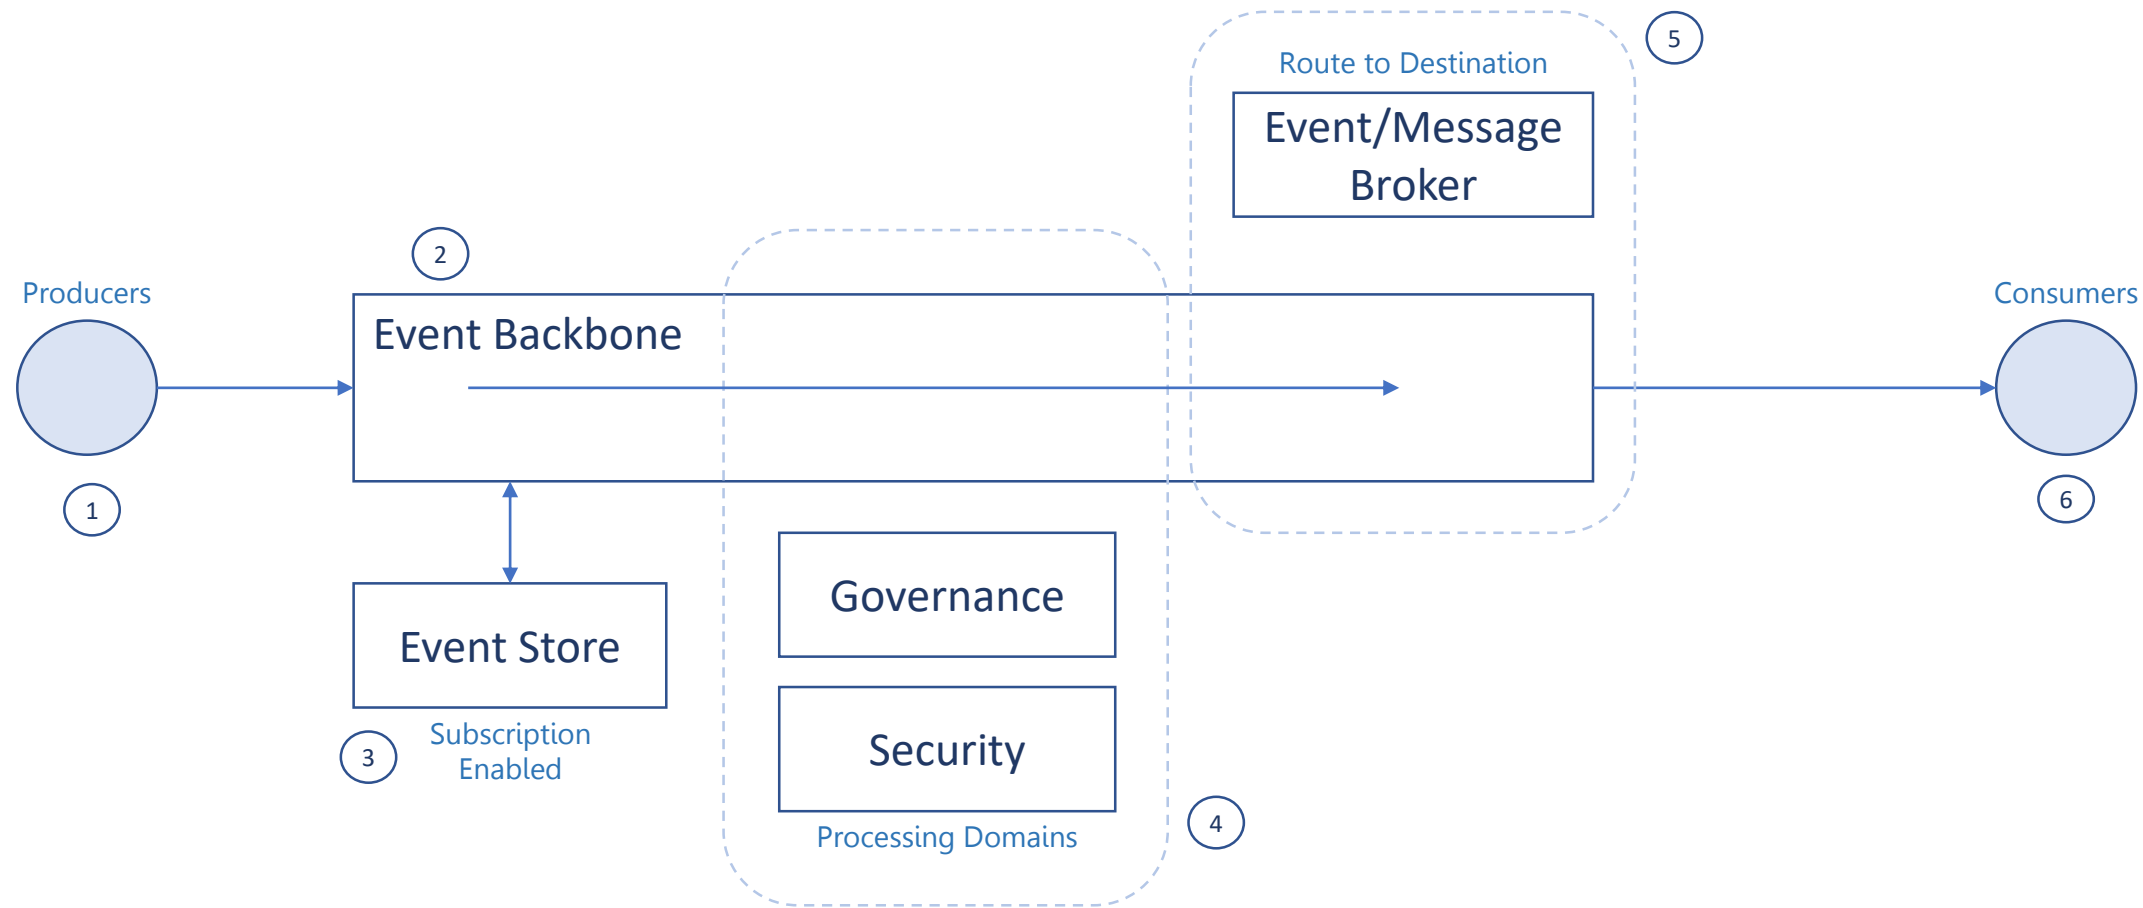 5
Route to Destination
Event/Message
Broker
2
Producers
Event Backbone
Consumers
1
6
Governance
Event Store
Security
Subscription
Enabled
3
Processing Domains
4